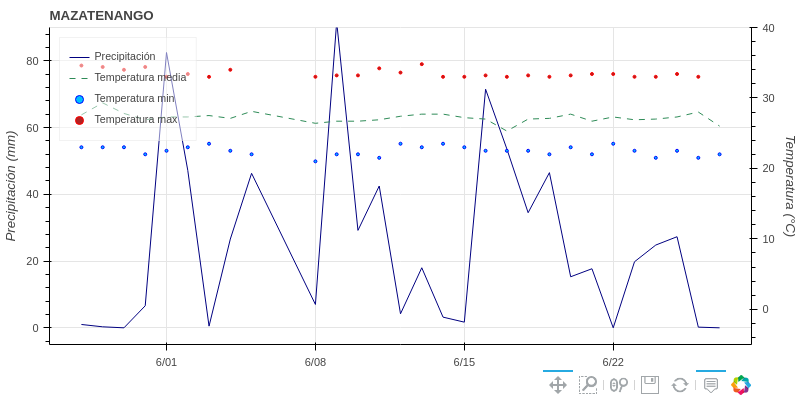 MAZATENANGO
Precipitación
Temperatura media
Temperatura min
Temperatura max
Precipitación (mm)
80
60
40
20
0
Temperatura (°C)
40
30
20
10
0
6/01
6/08
6/15
6/22